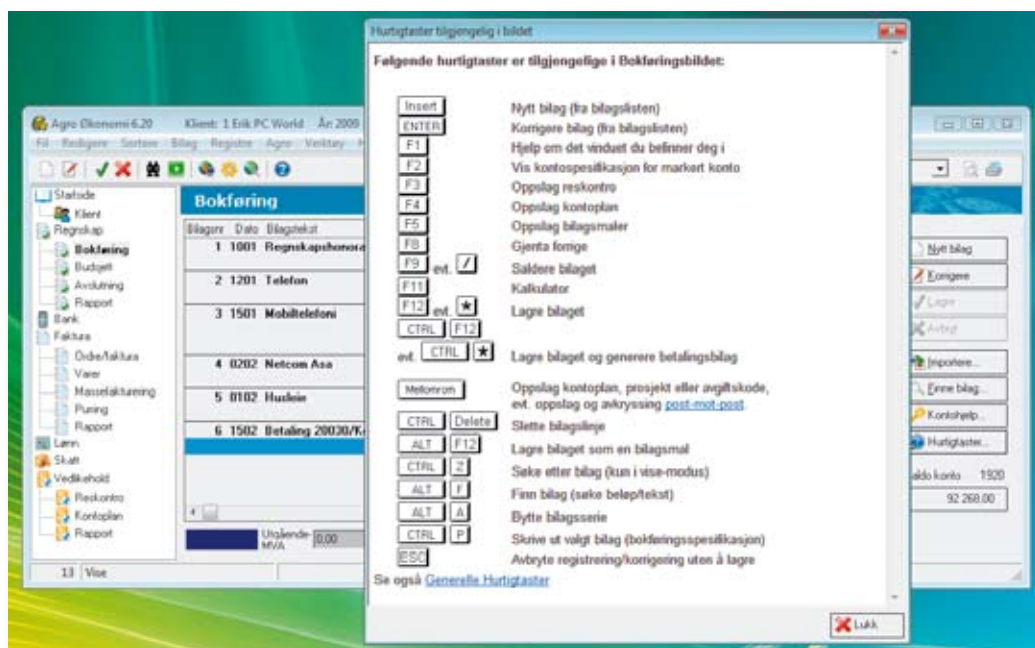 Hurtigtaster tilgjengelig i bildet
Følgende hurtigtaster er tilgjengelige i Bokføringsbildet:
Insert Nytt bilag (fra bilagslisten)
ENTER Korrigere bilag (fra bilagslisten)
F1 Hjelp om det vinduet du befinner deg i
F2 Vis kontospesifikasjon for markert konto
F3 Oppslag reskontro
F4 Oppslag kontoplan
F5 Oppslag bilagsmaler
F8 Gjenta forrige
F9 evt. / Saldere bilaget
F11 Kalkulator
F12 evt. * Lagre bilaget
CTRL F12
evt. CTRL * Lagre bilaget og generere betalingsbilag
Mellomrom Oppslag kontoplan, prosjekt eller avgiftskode,
evt. oppslag og avkryssing post-mot-post.
CTRL Delete Slette bilagslinje
ALT F12 Lagre bilaget som en bilagsmal
CTRL Z Søke etter bilag (kun i vise-modus)
ALT F Finn bilag (søke beløp/tekst)
ALT A Bytte bilagsserie
CTRL P Skrive ut valgt bilag (bokføringsspesifikasjon)
ESC Avbryte registrering/korrigering uten å lagre
Se også Generelle Hurtigtaster
Lukk
Agro Økonomi 6.20 Klient: 1 Erik PC World År: 2009
Fil Redigere Sortere Bilag Registre Agro Verktøy H
Startside
Klient
Regnskap
Bokføring
Budsjett
Avslutning
Rapport
Bank
Faktura
Ordre/faktura
Varer
Massefakturering
Purring
Rapport
Lønn
Skatt
Vedlikehold
Reskontro
Kontoplan
Rapport
Bokføring
Bilagsnr Dato Bilagstekst
1 1001 Regnskapshonora
2 1201 Telefon
3 1501 Mobiltelefoni
4 0202 Netcom Asa
5 0102 Husleie
6 1502 Betaling 20030/K
Utgående MVA 0,00
13 Vise
Nytt bilag
Korrigere
Lagre
Avbryt
Importere...
Finne bilag...
Kontohjelp...
Hurtigtaster...
aldo konto 1920
92 268,00